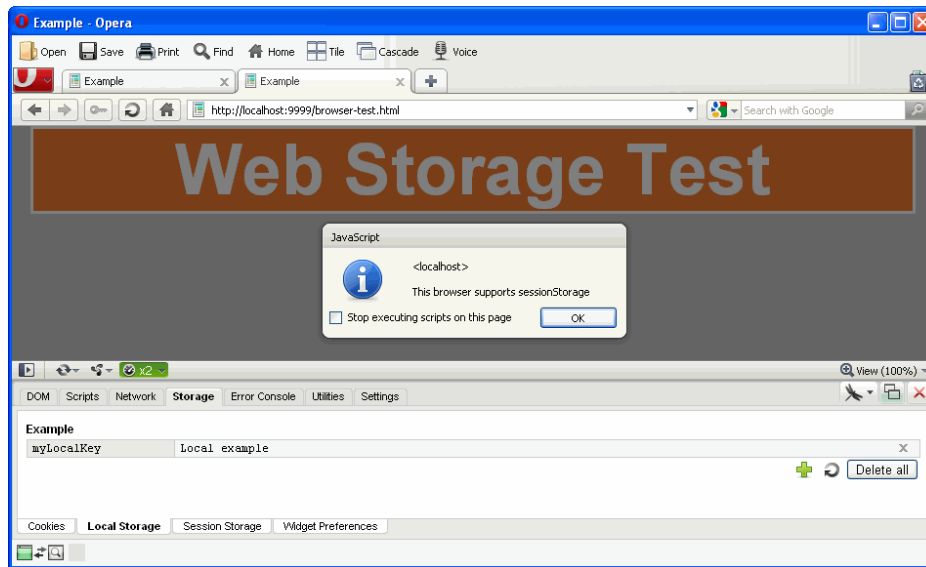 Example - Opera
Open Save Print Find Home Tile Cascade Voice
Example Example
http://localhost:9999/browser-test.html Search with Google
Web Storage Test
JavaScript
<localhost>
This browser supports sessionStorage
Stop executing scripts on this page OK
x2 View (100%)
DOM Scripts Network Storage Error Console Utilities Settings
Example
myLocalKey Local example
Delete all
Cookies Local Storage Session Storage Widget Preferences